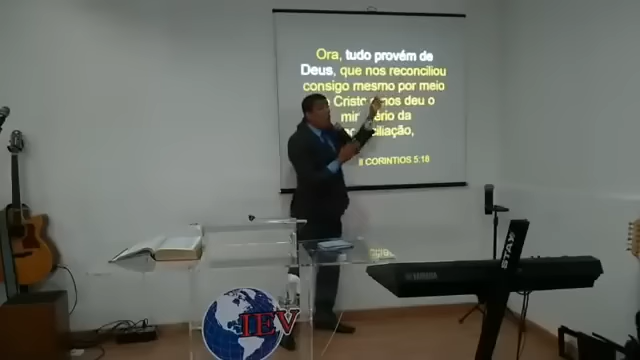 Ora, tudo provém de
Deus, que nos reconciliou
consigo mesmo por meio
Cristo nos deu o
da
II CORINTIOS 5:18
IEV
STAY
YAMAHA